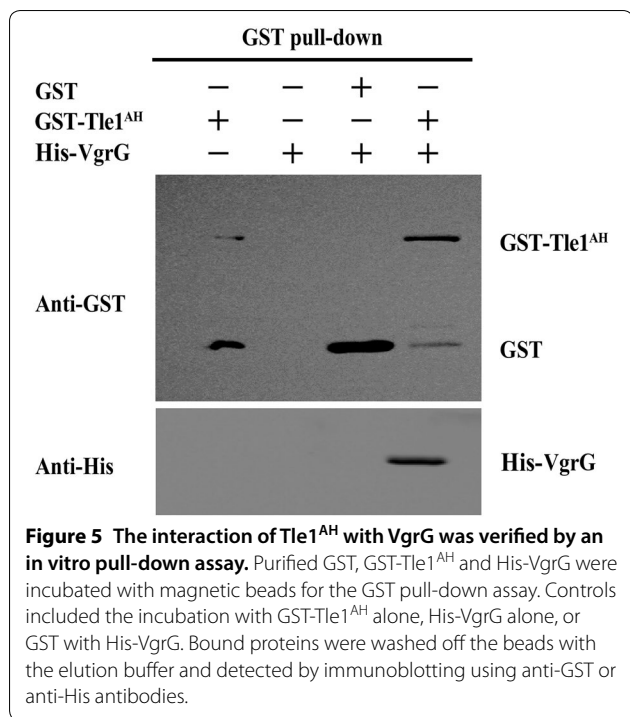 GST pull-down
GST − − + −
GST-Tle1ᴬᴴ + − − +
His-VgrG − + + +
GST-Tle1ᴬᴴ
Anti-GST
GST
Anti-His His-VgrG
Figure 5 The interaction of Tle1ᴬᴴ with VgrG was verified by an
in vitro pull-down assay. Purified GST, GST-Tle1ᴬᴴ and His-VgrG were
incubated with magnetic beads for the GST pull-down assay. Controls
included the incubation with GST-Tle1ᴬᴴ alone, His-VgrG alone, or
GST with His-VgrG. Bound proteins were washed off the beads with
the elution buffer and detected by immunoblotting using anti-GST or
anti-His antibodies.